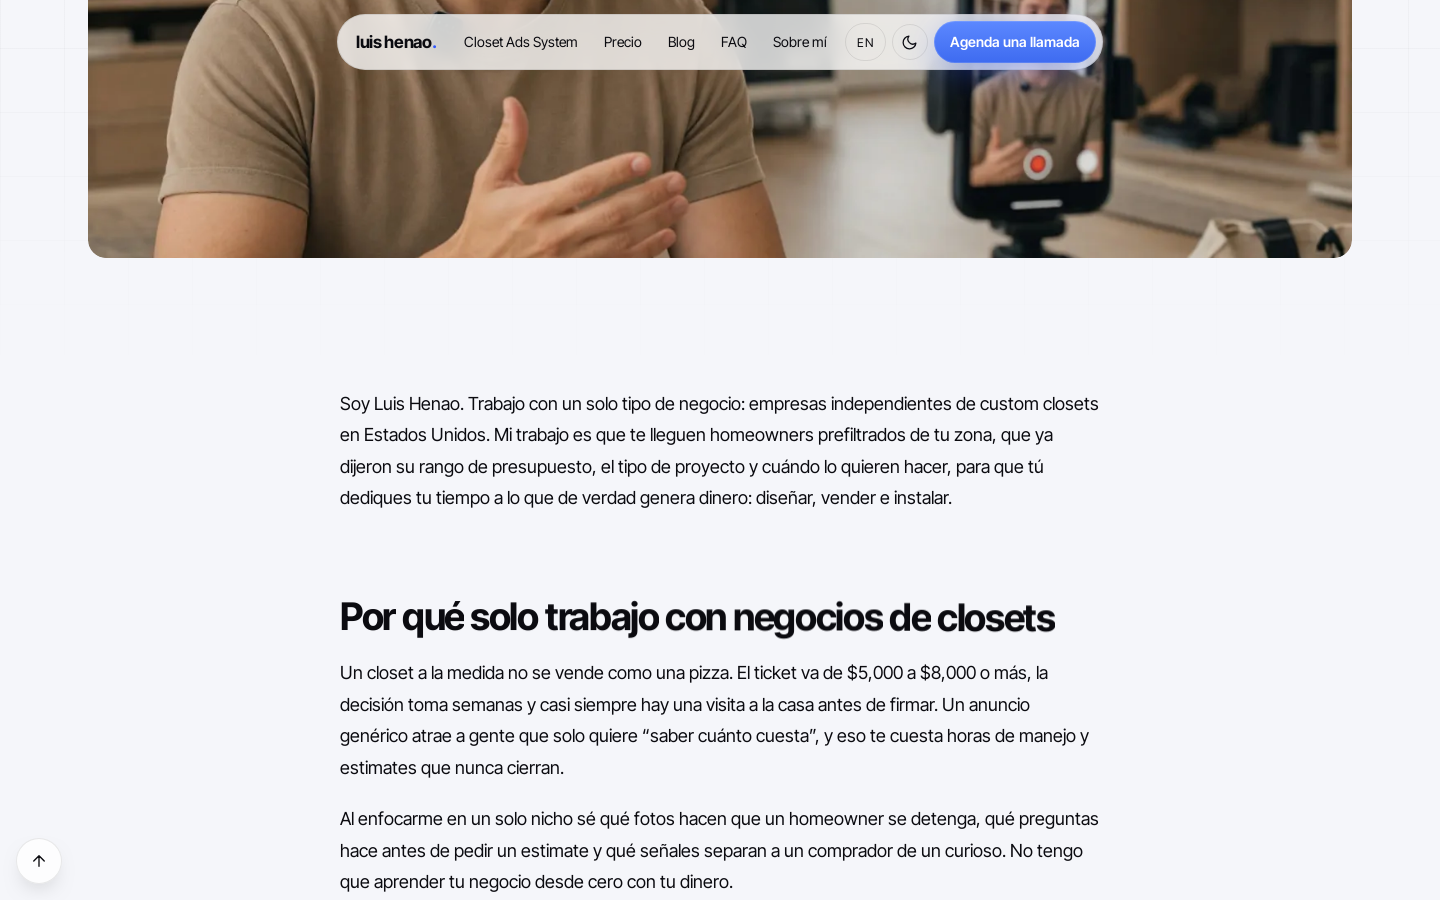 luis henao.
Closet Ads System
Precio
Blog
FAQ
Sobre mí
EN
Agenda una llamada
Soy Luis Henao. Trabajo con un solo tipo de negocio: empresas independientes de custom closets
en Estados Unidos. Mi trabajo es que te lleguen homeowners prefiltrados de tu zona, que ya
dijeron su rango de presupuesto, el tipo de proyecto y cuándo lo quieren hacer, para que tú
dediques tu tiempo a lo que de verdad genera dinero: diseñar, vender e instalar.
Por qué solo trabajo con negocios de closets
Un closet a la medida no se vende como una pizza. El ticket va de $5,000 a $8,000 o más, la
decisión toma semanas y casi siempre hay una visita a la casa antes de firmar. Un anuncio
genérico atrae a gente que solo quiere “saber cuánto cuesta”, y eso te cuesta horas de manejo y
estimates que nunca cierran.
Al enfocarme en un solo nicho sé qué fotos hacen que un homeowner se detenga, qué preguntas
hace antes de pedir un estimate y qué señales separan a un comprador de un curioso. No tengo
que aprender tu negocio desde cero con tu dinero.